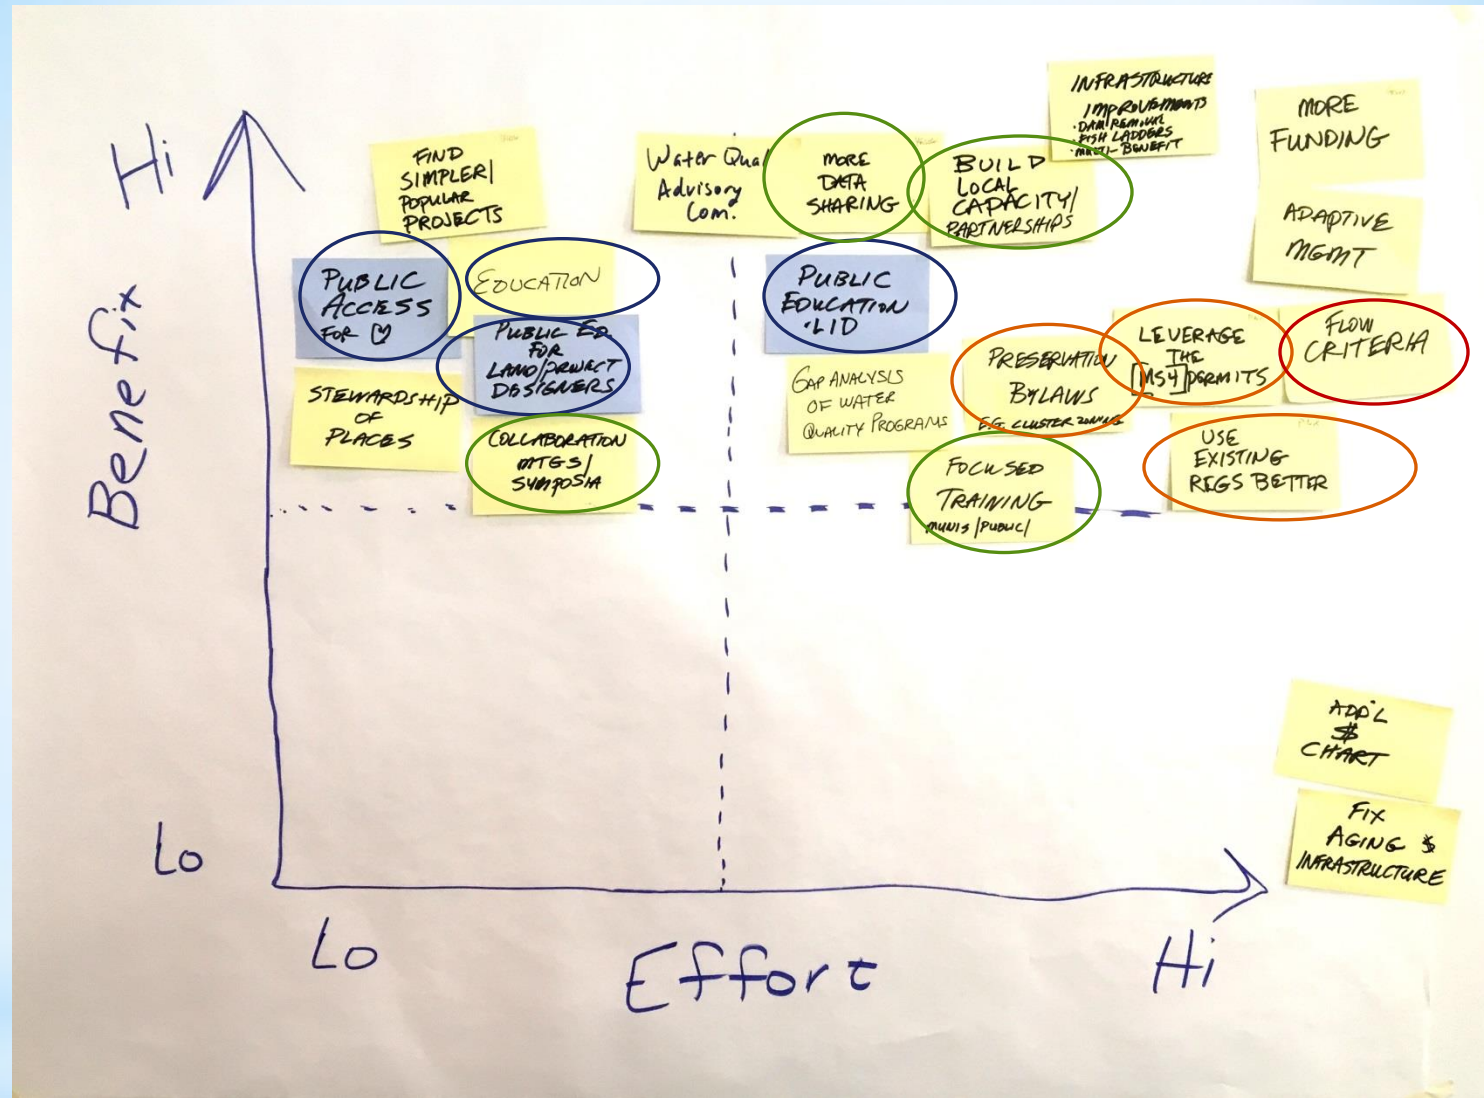 Hi
Benefix
Lo
Lo
Effort
Hi
FIND
SIMPLER/
POPULAR
PROJECTS
PUBLIC
ACCESS
FOR
EDUCATION
PUBLIC ED.
FOR
LAND/PROJECT
DESIGNERS
STEWARDSHIP
OF
PLACES
COLLABORATION
MTGS/
SYMPOSIA
Water Qual
Advisory
Com.
MORE
DATA
SHARING
BUILD
LOCAL
CAPACITY/
PARTNERSHIPS
INFRASTRUCTURE
IMPROVEMENTS
• DAM REMOVAL
• FISH LADDERS
• MULTI-BENEFIT
MORE
FUNDING
ADAPTIVE
MGMT
PUBLIC
EDUCATION
• LID
GAP ANALYSIS
OF WATER
QUALITY PROGRAMS
PRESERVATION
BYLAWS
E.G. CLUSTER ZONING
LEVERAGE
THE
MS4 PERMITS
FLOW
CRITERIA
FOCUSED
TRAINING
MUNIS/PUBLIC/
USE
EXISTING
REGS BETTER
ADD'L
$
CHART
FIX
AGING $
INFRASTRUCTURE